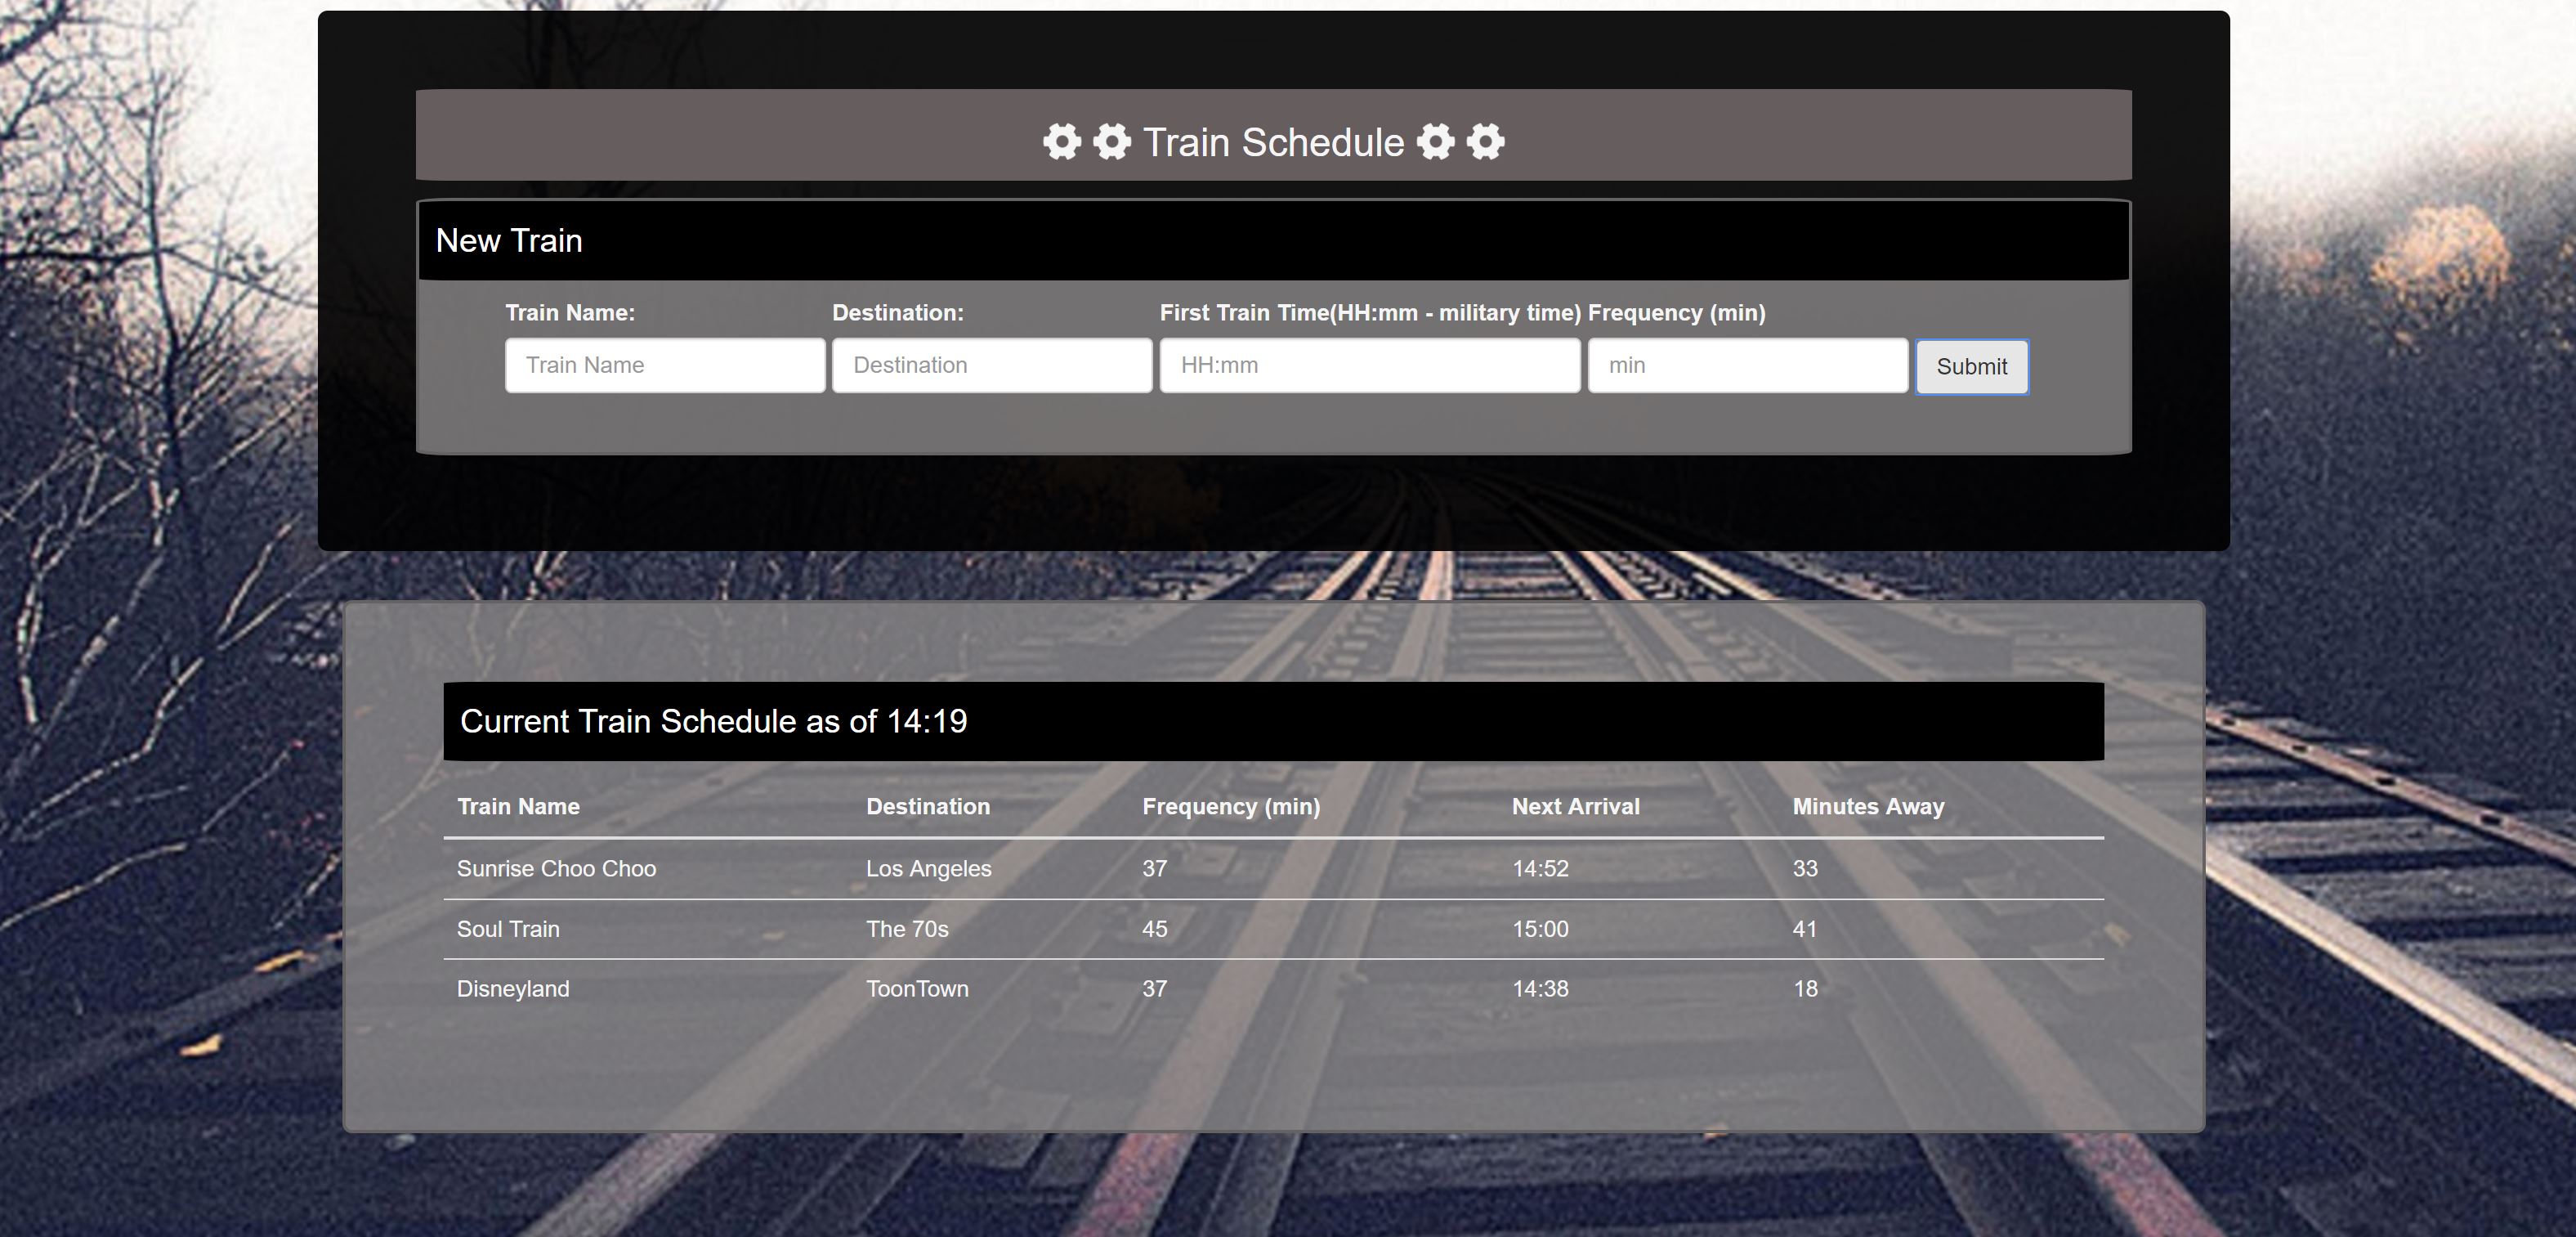 Train Schedule
New Train
Train Name: Destination: First Train Time(HH:mm - military time) Frequency (min)
Train Name Destination HH:mm min Submit
Current Train Schedule as of 14:19
Train Name Destination Frequency (min) Next Arrival Minutes Away
Sunrise Choo Choo Los Angeles 37 14:52 33
Soul Train The 70s 45 15:00 41
Disneyland ToonTown 37 14:38 18